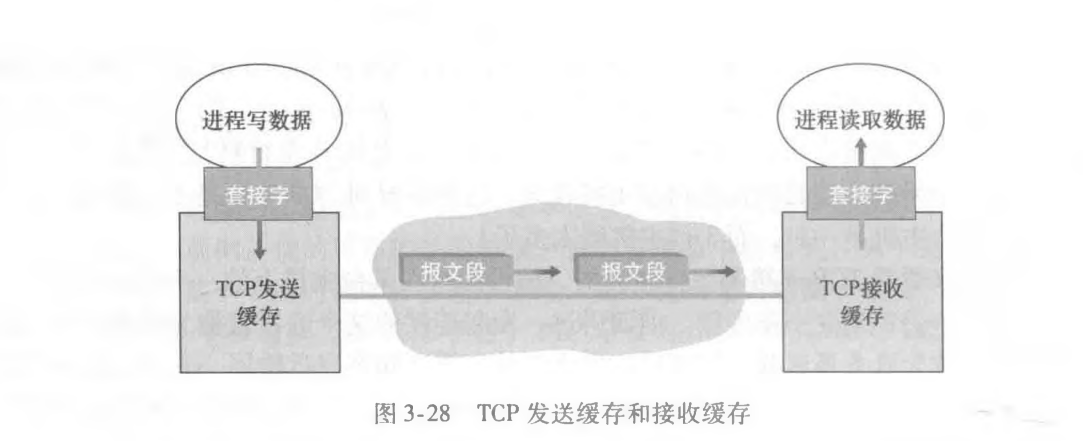 进程写数据
进程读取数据
套接字
套接字
报文段
报文段
TCP发送
缓存
TCP接收
缓存
图 3-28 TCP 发送缓存和接收缓存